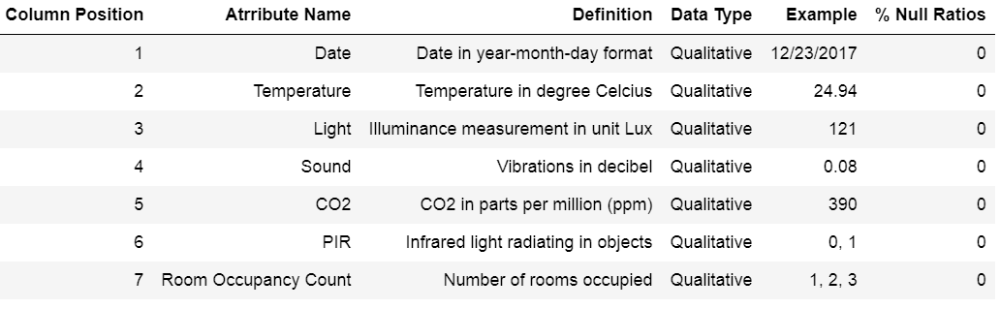 Column Position Atrribute Name Definition Data Type Example % Null Ratios
1 Date Date in year-month-day format Qualitative 12/23/2017 0
2 Temperature Temperature in degree Celcius Qualitative 24.94 0
3 Light Illuminance measurement in unit Lux Qualitative 121 0
4 Sound Vibrations in decibel Qualitative 0.08 0
5 CO2 CO2 in parts per million (ppm) Qualitative 390 0
6 PIR Infrared light radiating in objects Qualitative 0, 1 0
7 Room Occupancy Count Number of rooms occupied Qualitative 1, 2, 3 0